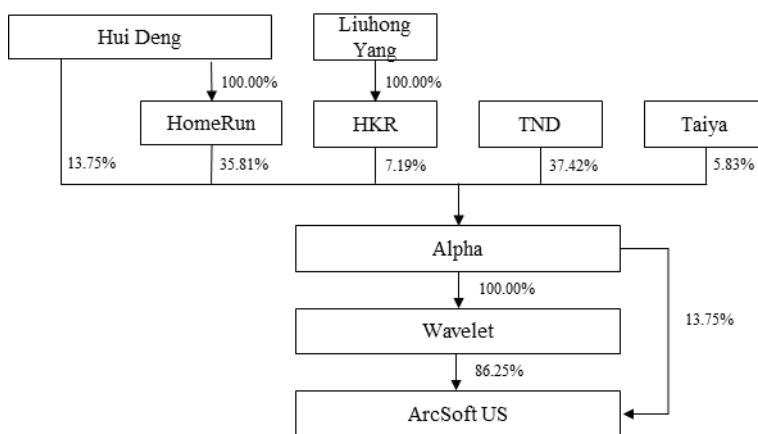 Hui Deng
Liuhong
Yang
100.00%
100.00%
HomeRun
HKR
TND
Taiya
13.75%
35.81%
7.19%
37.42%
5.83%
Alpha
100.00%
Wavelet
13.75%
86.25%
ArcSoft US